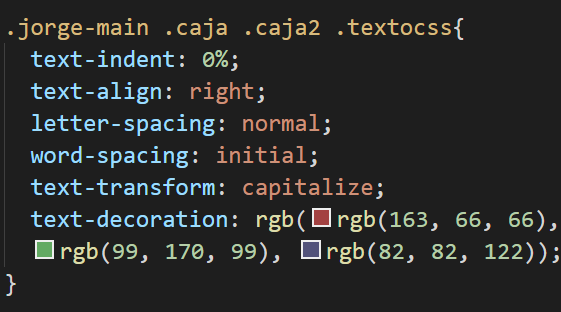 .jorge-main .caja .caja2 .textocss{
text-indent: 0%;
text-align: right;
letter-spacing: normal;
word-spacing: initial;
text-transform: capitalize;
text-decoration: rgb(rgb(163, 66, 66),
rgb(99, 170, 99), rgb(82, 82, 122));
}